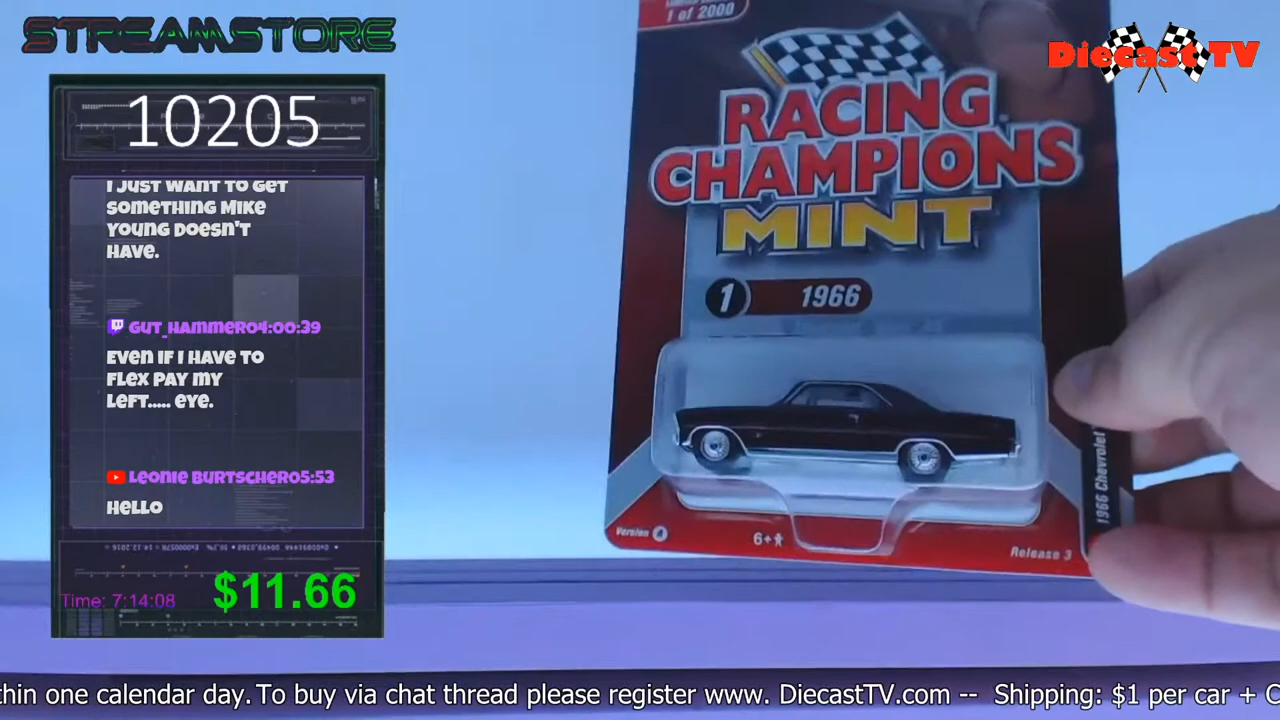 STREAMSTORE
10205
I JUST WANT TO GET
SOMETHING MIKE
YOUNG DOESN'T
HAVE.
GUT_HAMMER04:00:39
EVEN IF I HAVE TO
FLEX PAY MY
LEFT..... EYE.
LEONIE BURTSCHER05:53
HELLO
Time: 7:14:08
$11.66
1 of 2000
RACING
CHAMPIONS
MINT
1 1966
Version A
6+
Release 3
1966 Chevrolet
Diecast TV
thin one calendar day. To buy via chat thread please register www. DiecastTV.com -- Shipping: $1 per car + C